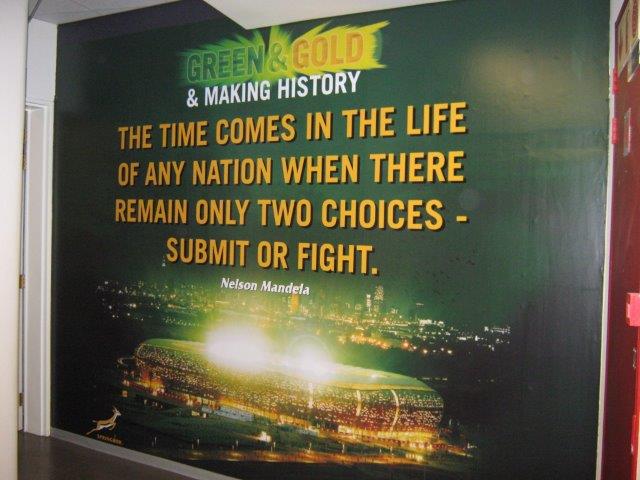 GREEN & GOLD
& MAKING HISTORY
THE TIME COMES IN THE LIFE
OF ANY NATION WHEN THERE
REMAIN ONLY TWO CHOICES -
SUBMIT OR FIGHT.
Nelson Mandela
SPRINGBOK